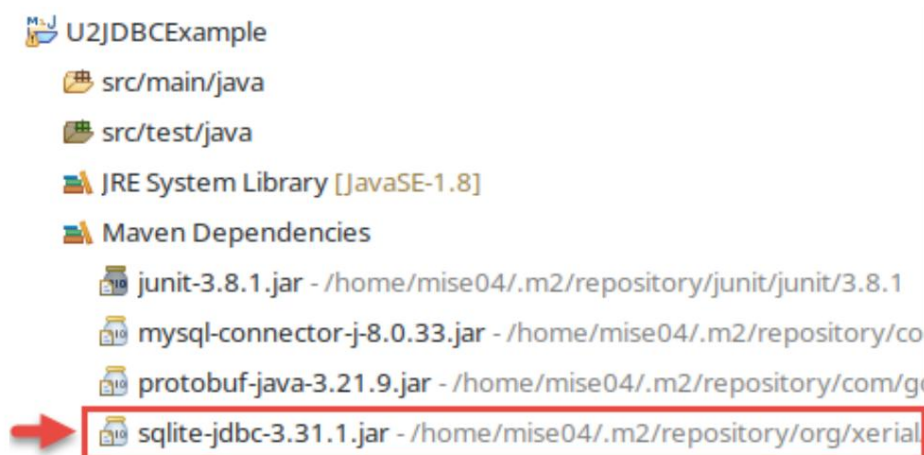 U2JDBCExample
src/main/java
src/test/java
JRE System Library [JavaSE-1.8]
Maven Dependencies
junit-3.8.1.jar - /home/mise04/.m2/repository/junit/junit/3.8.1
mysql-connector-j-8.0.33.jar - /home/mise04/.m2/repository/co
protobuf-java-3.21.9.jar - /home/mise04/.m2/repository/com/g
sqlite-jdbc-3.31.1.jar - /home/mise04/.m2/repository/org/xerial